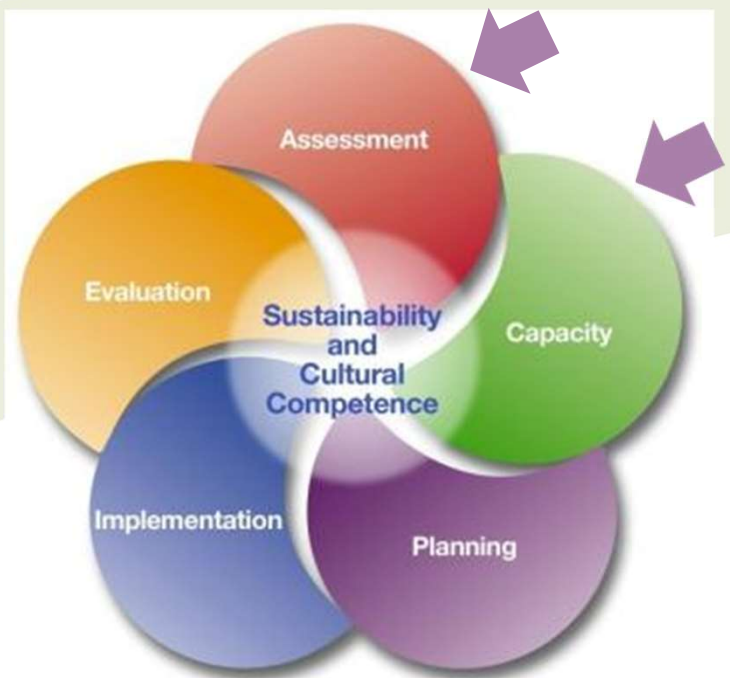 Assessment
Evaluation
Capacity
Sustainability
and
Cultural
Competence
Implementation
Planning